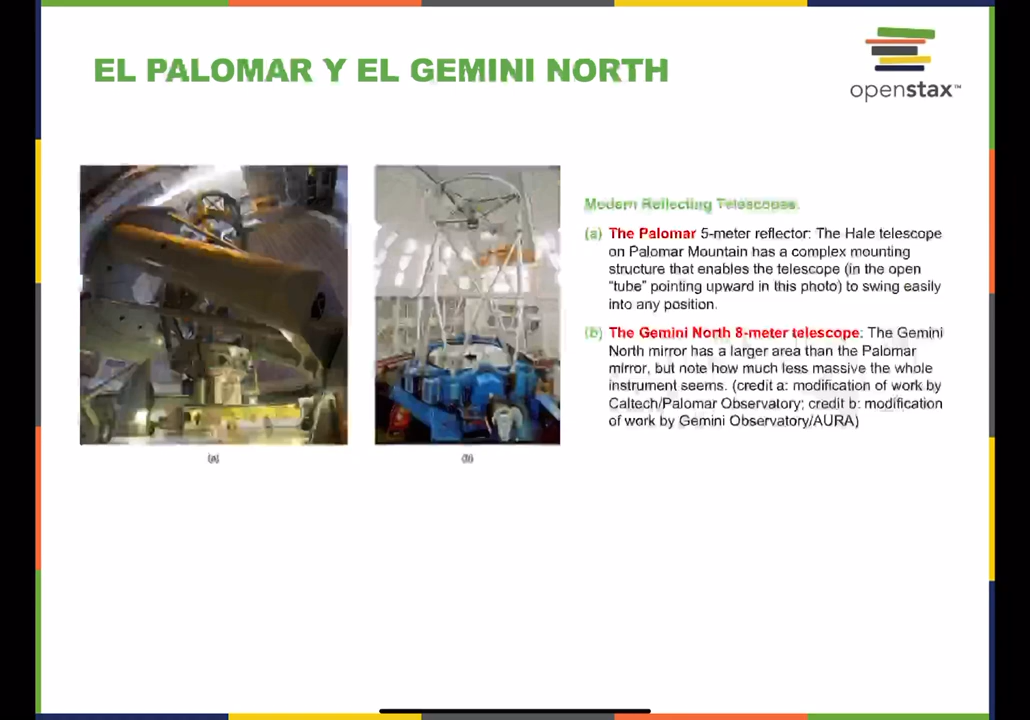 EL PALOMAR Y EL GEMINI NORTH
openstax™
Modern Reflecting Telescopes.
(a) The Palomar 5-meter reflector: The Hale telescope
on Palomar Mountain has a complex mounting
structure that enables the telescope (in the open
“tube” pointing upward in this photo) to swing easily
into any position.
(b) The Gemini North 8-meter telescope: The Gemini
North mirror has a larger area than the Palomar
mirror, but note how much less massive the whole
instrument seems. (credit a: modification of work by
Caltech/Palomar Observatory; credit b: modification
of work by Gemini Observatory/AURA)
(a)
(b)